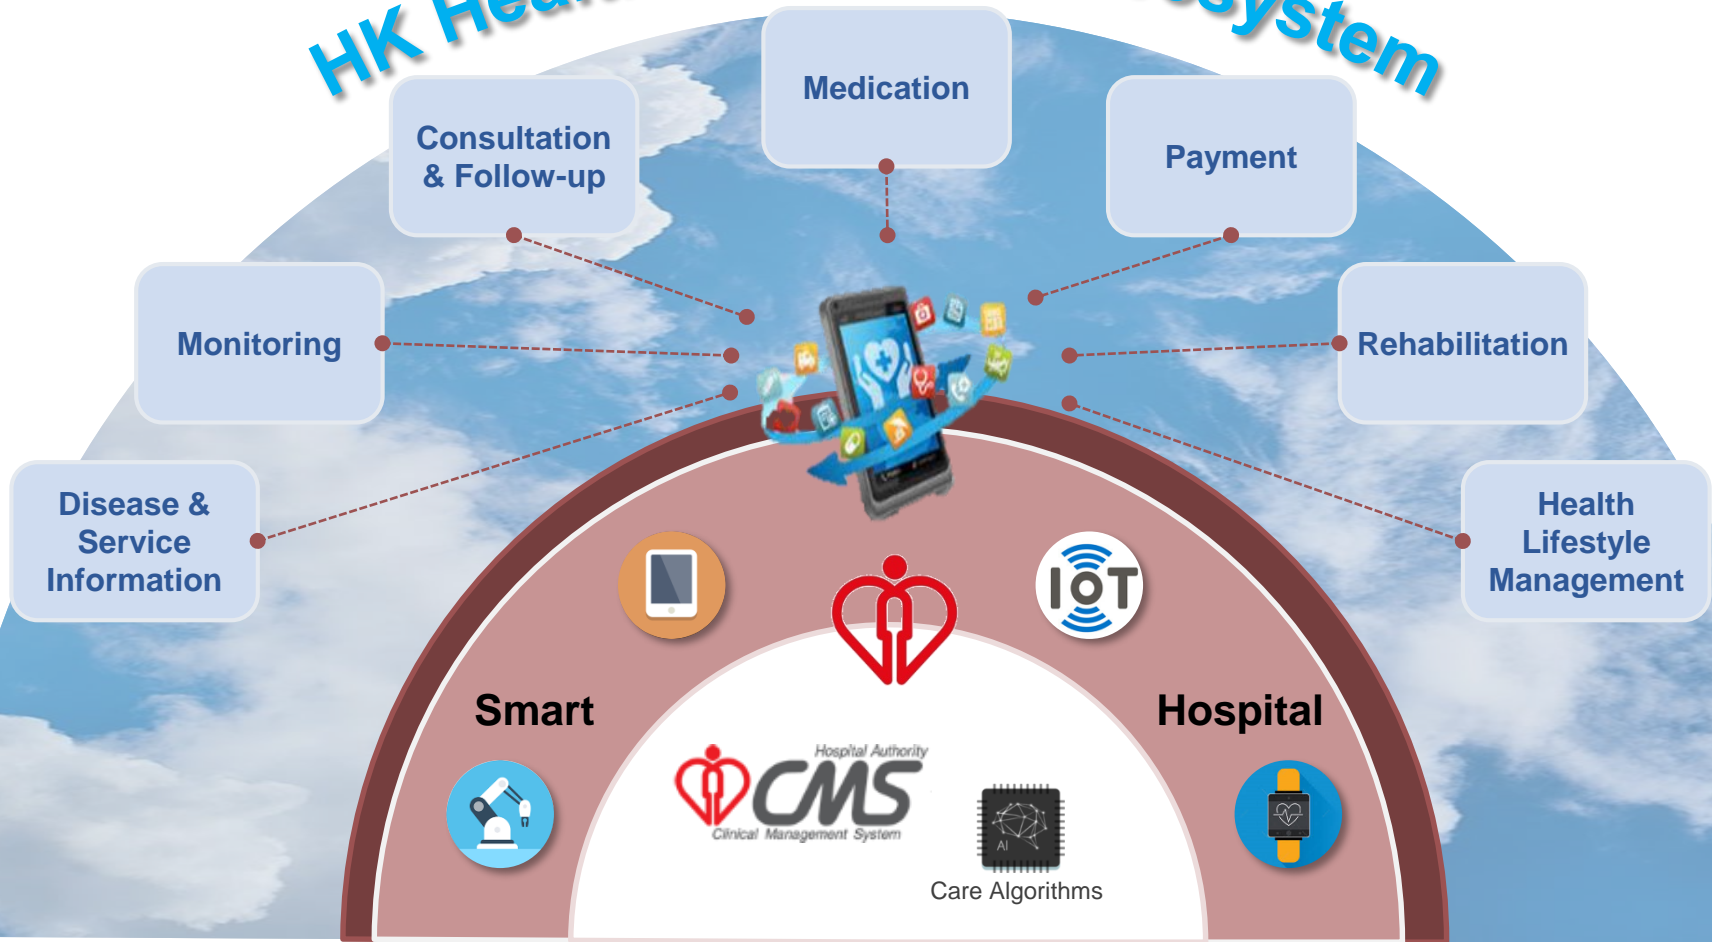 HK
system
Medication
Consultation
& Follow-up
Payment
Monitoring
Rehabilitation
Disease &
Service
Information
Health
Lifestyle
Management
IoT
Smart
Hospital
Hospital Authority
CMS
Clinical Management System
AI
Care Algorithms